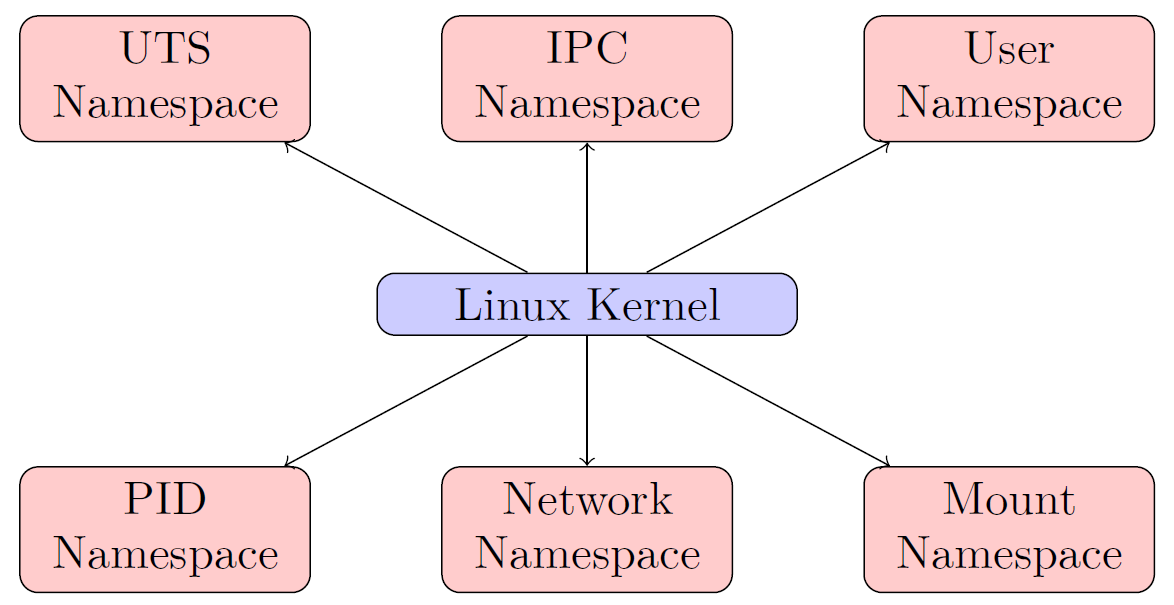 UTS
Namespace
IPC
Namespace
User
Namespace
Linux Kernel
PID
Namespace
Network
Namespace
Mount
Namespace